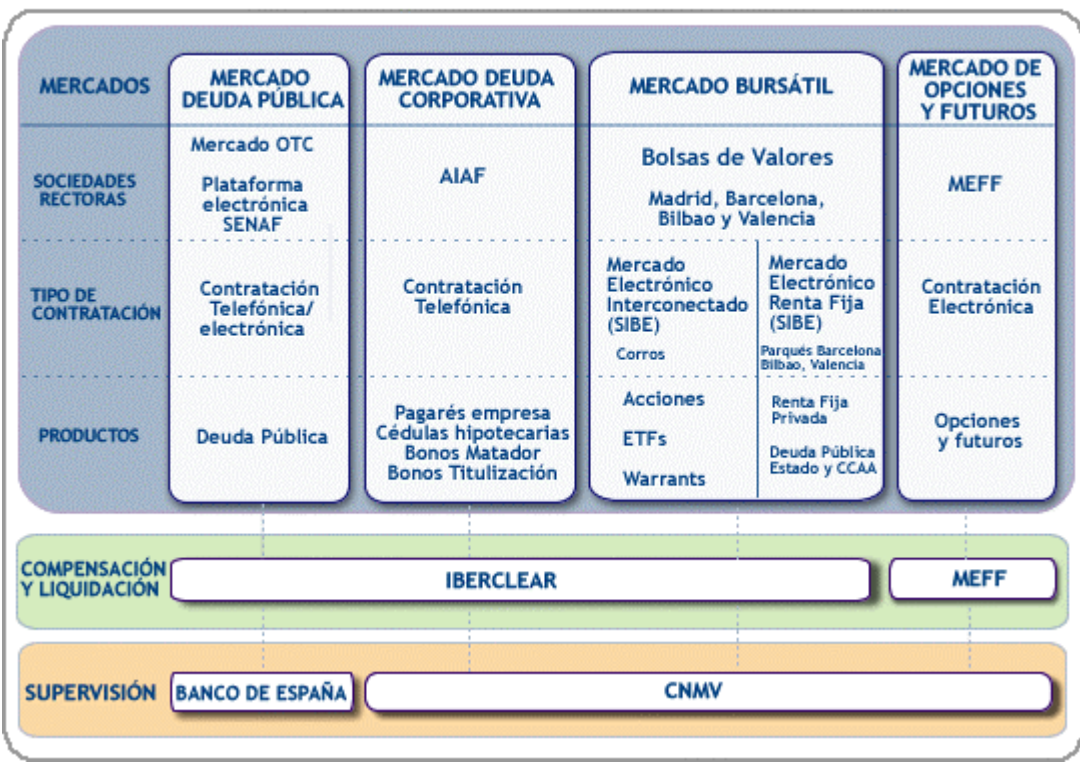 MERCADOS
MERCADO
DEUDA PÚBLICA
MERCADO DEUDA
CORPORATIVA
MERCADO BURSÁTIL
MERCADO DE
OPCIONES
Y FUTUROS
SOCIEDADES
RECTORAS
Mercado OTC
Plataforma
electrónica
SENAF
AIAF
Bolsas de Valores
Madrid, Barcelona,
Bilbao y Valencia
MEFF
TIPO DE
CONTRATACIÓN
Contratación
Telefónica/
electrónica
Contratación
Telefónica
Mercado
Electrónico
Interconectado
(SIBE)
Corros
Mercado
Electrónico
Renta Fija
(SIBE)
Parqués Barcelona
Bilbao, Valencia
Contratación
Electrónica
PRODUCTOS
Deuda Pública
Pagarés empresa
Cédulas hipotecarias
Bonos Matador
Bonos Titulización
Acciones
ETFs
Warrants
Renta Fija
Privada
Deuda Pública
Estado y CCAA
Opciones
y futuros
COMPENSACIÓN
Y LIQUIDACIÓN
IBERCLEAR
MEFF
SUPERVISIÓN
BANCO DE ESPAÑA
CNMV